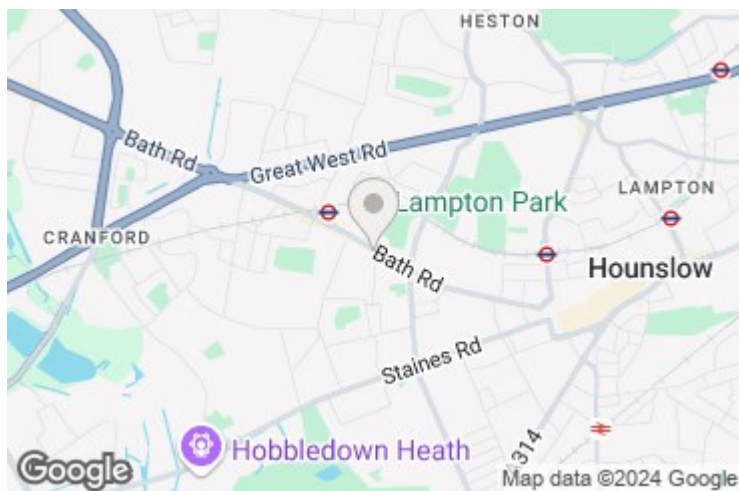 HESTON
Bath Rd
Great West Rd
Lampton Park
LAMPTON
CRANFORD
Bath Rd
Hounslow
Staines Rd
Hobbledown Heath
A314
Google
Map data ©2024 Google